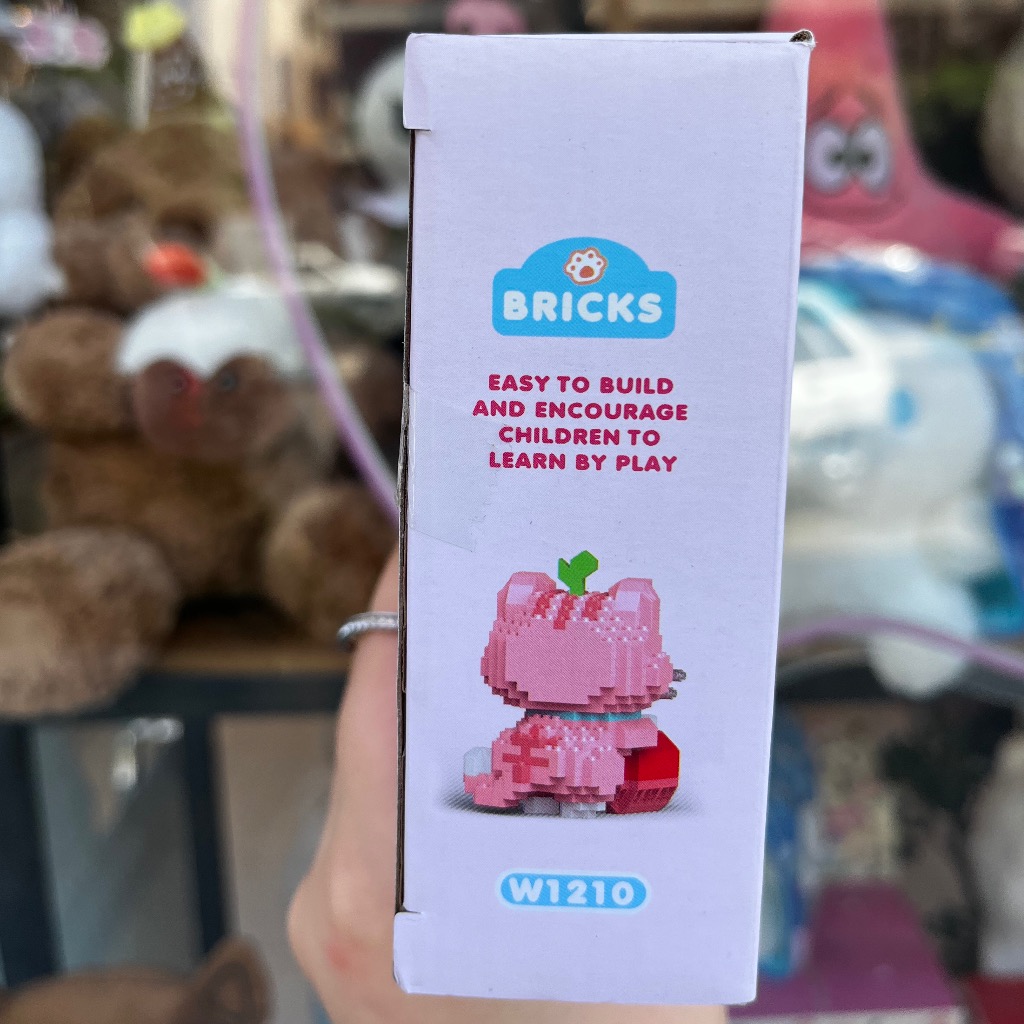 BRICKS
EASY TO BUILD
AND ENCOURAGE
CHILDREN TO
LEARN BY PLAY
W1210